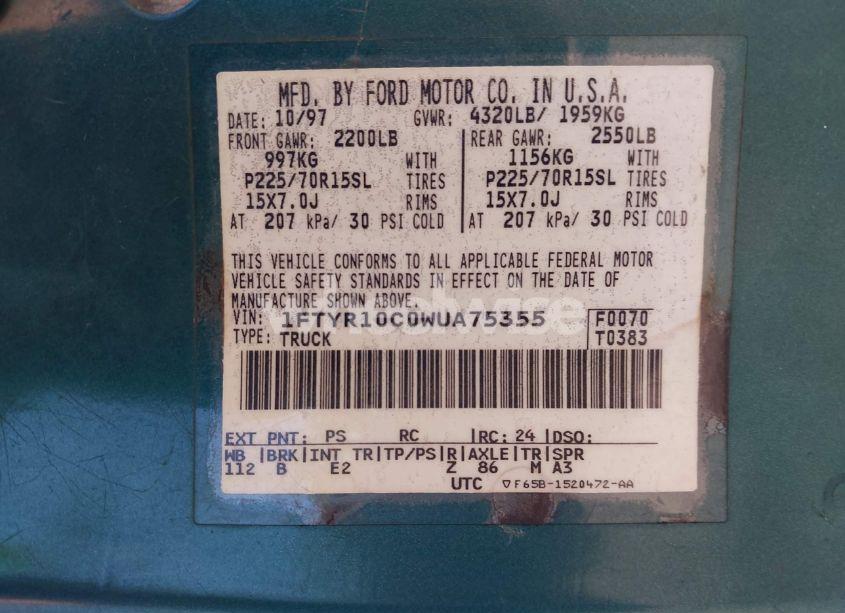 MFD. BY FORD MOTOR CO. IN U.S.A.
DATE: 10/97 GVWR: 4320LB/ 1959KG
FRONT GAWR: 2200LB REAR GAWR: 2550LB
997KG WITH 1156KG WITH
P225/70R15SL TIRES P225/70R15SL TIRES
15X7.0J RIMS 15X7.0J RIMS
AT 207 kPa/ 30 PSI COLD AT 207 kPa/ 30 PSI COLD
THIS VEHICLE CONFORMS TO ALL APPLICABLE FEDERAL MOTOR
VEHICLE SAFETY STANDARDS IN EFFECT ON THE DATE OF
MANUFACTURE SHOWN ABOVE.
VIN: 1FTYR10C0WUA75355 F0070
TYPE: TRUCK T0383
EXT PNT: PS RC |RC: 24 |DSO:
WB |BRK|INT TR|TP/PS|R|AXLE|TR|SPR
112 B E2 Z 86 M A3
UTC ▽F65B-1520472-AA